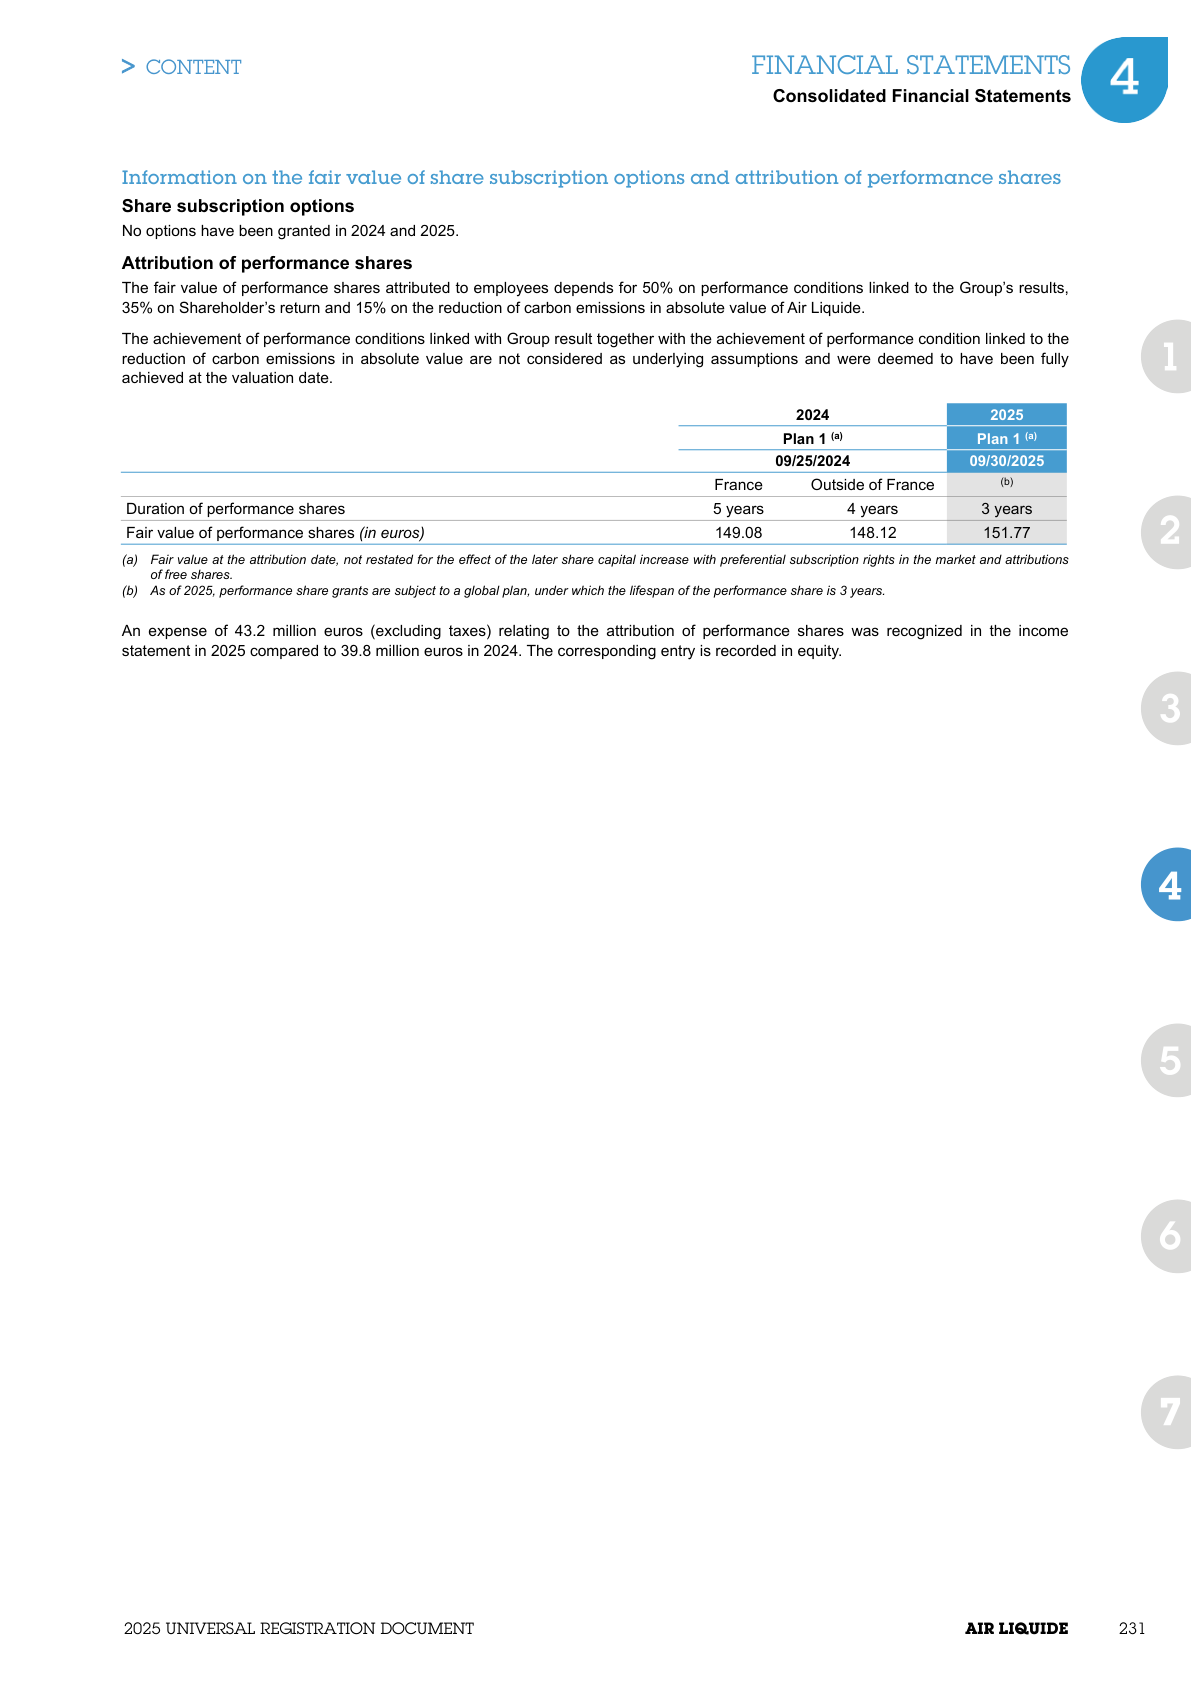 > CONTENT
FINANCIAL STATEMENTS
Consolidated Financial Statements
4
Information on the fair value of share subscription options and attribution of performance shares
Share subscription options
No options have been granted in 2024 and 2025.
Attribution of performance shares
The fair value of performance shares attributed to employees depends for 50% on performance conditions linked to the Group’s results,
35% on Shareholder’s return and 15% on the reduction of carbon emissions in absolute value of Air Liquide.
The achievement of performance conditions linked with Group result together with the achievement of performance condition linked to the
reduction of carbon emissions in absolute value are not considered as underlying assumptions and were deemed to have been fully
achieved at the valuation date.
2024 2025
Plan 1 (a) Plan 1 (a)
09/25/2024 09/30/2025
France Outside of France (b)
Duration of performance shares 5 years 4 years 3 years
Fair value of performance shares (in euros) 149.08 148.12 151.77
(a) Fair value at the attribution date, not restated for the effect of the later share capital increase with preferential subscription rights in the market and attributions
of free shares.
(b) As of 2025, performance share grants are subject to a global plan, under which the lifespan of the performance share is 3 years.
An expense of 43.2 million euros (excluding taxes) relating to the attribution of performance shares was recognized in the income
statement in 2025 compared to 39.8 million euros in 2024. The corresponding entry is recorded in equity.
1
2
3
4
5
6
7
2025 UNIVERSAL REGISTRATION DOCUMENT
AIR LIQUIDE 231